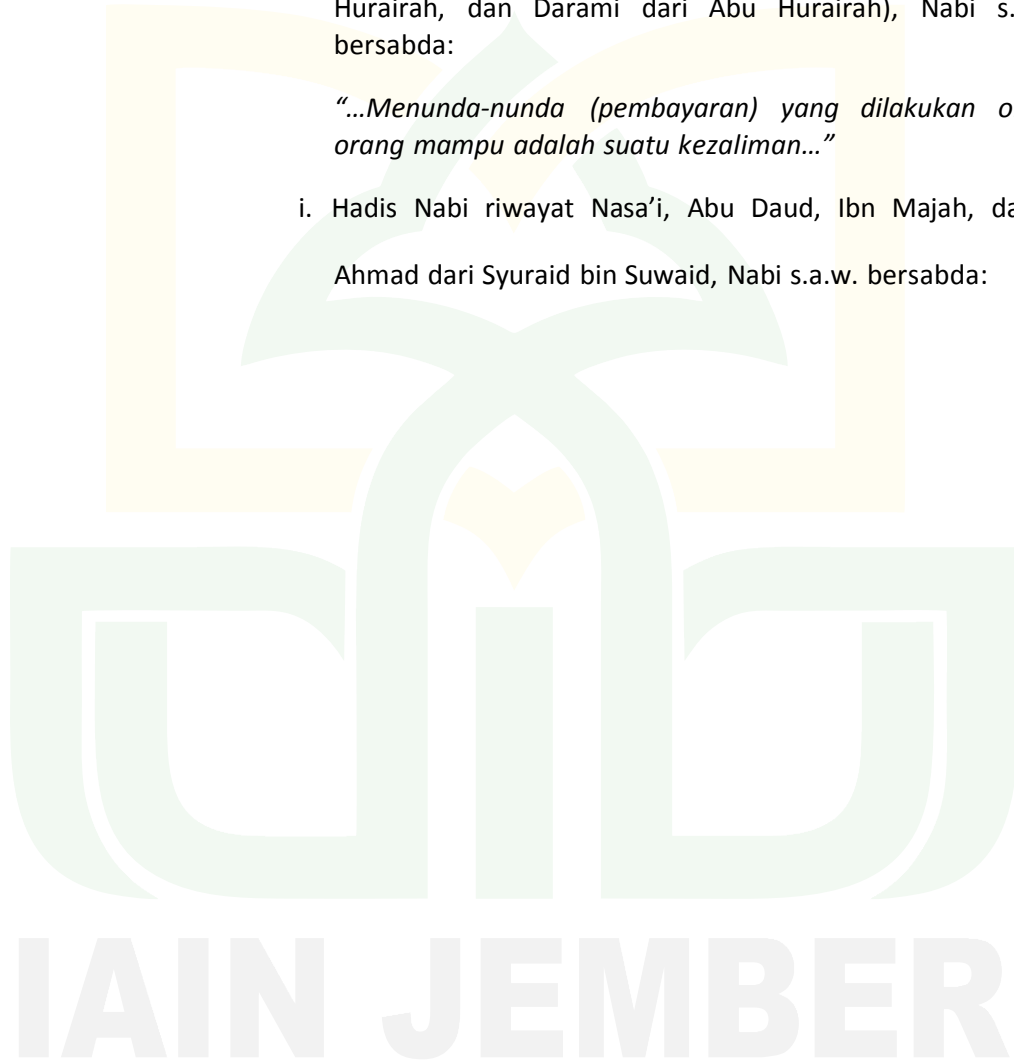 Hurairah, dan Darami dari Abu Hurairah), Nabi s.
bersabda:
“…Menunda-nunda (pembayaran) yang dilakukan o
orang mampu adalah suatu kezaliman…”
i. Hadis Nabi riwayat Nasa’i, Abu Daud, Ibn Majah, da
Ahmad dari Syuraid bin Suwaid, Nabi s.a.w. bersabda:
IAIN JEMBER